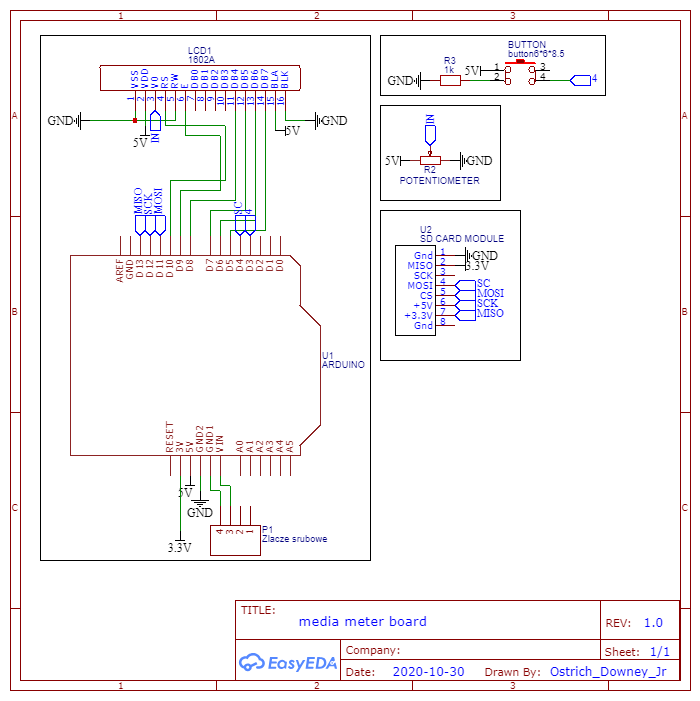 1 2 3
A B C
A B C
1 2 3
LCD1
1602A
VSS VDD V0 RS RW E DB0 DB1 DB2 DB3 DB4 DB5 DB6 DB7 BLA BLK
1 2 3 4 5 6 7 8 9 10 11 12 13 14 15 16
GND
5V
IN
5V
GND
MISO SCK MOSI
SC 4
AREF GND D13 D12 D11 D10 D9 D8 D7 D6 D5 D4 D3 D2 D1 D0
U1
ARDUINO
RESET 3V 5V GND2 GND1 VIN A0 A1 A2 A3 A4 A5
5V
GND
3.3V
4 3 2 1
P1
Zlacze srubowe
BUTTON
button6*6*8.5
R3
1k
GND
5V
1 3
2 4
4
IN
5V
GND
R2
POTENTIOMETER
U2
SD CARD MODULE
Gnd 1 GND
MISO 2 3.3V
SCK 3
MOSI 4 SC
CS 5 MOSI
+5V 6 SCK
+3.3V 7 MISO
Gnd 8
TITLE:
media meter board
REV: 1.0
EasyEDA
Company:
Sheet: 1/1
Date: 2020-10-30 Drawn By: Ostrich_Downey_Jr